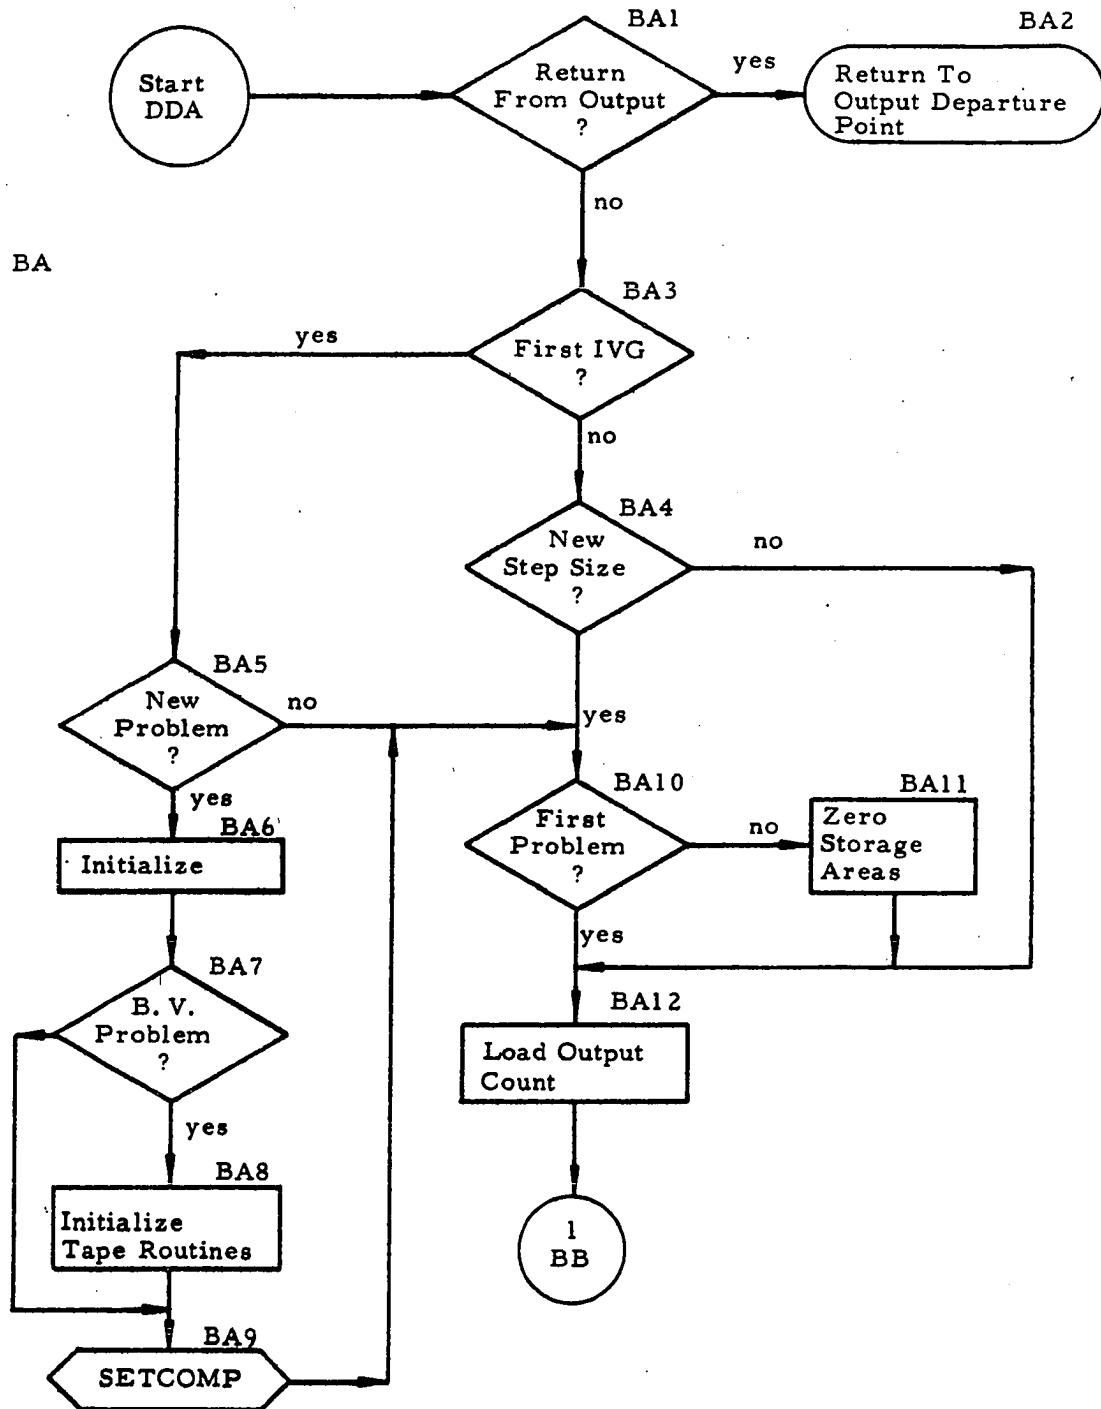 BA1
BA2
Start
DDA
Return
From Output
?
yes
Return To
Output Departure
Point
no
BA
BA3
yes
First IVG
?
no
BA4
New
Step Size
?
no
BA5
New
Problem
?
no
yes
yes
BA10
First
Problem
?
no
BA11
Zero
Storage
Areas
BA6
Initialize
yes
BA7
B. V.
Problem
?
BA12
Load Output
Count
yes
BA8
Initialize
Tape Routines
1
BB
BA9
SETCOMP